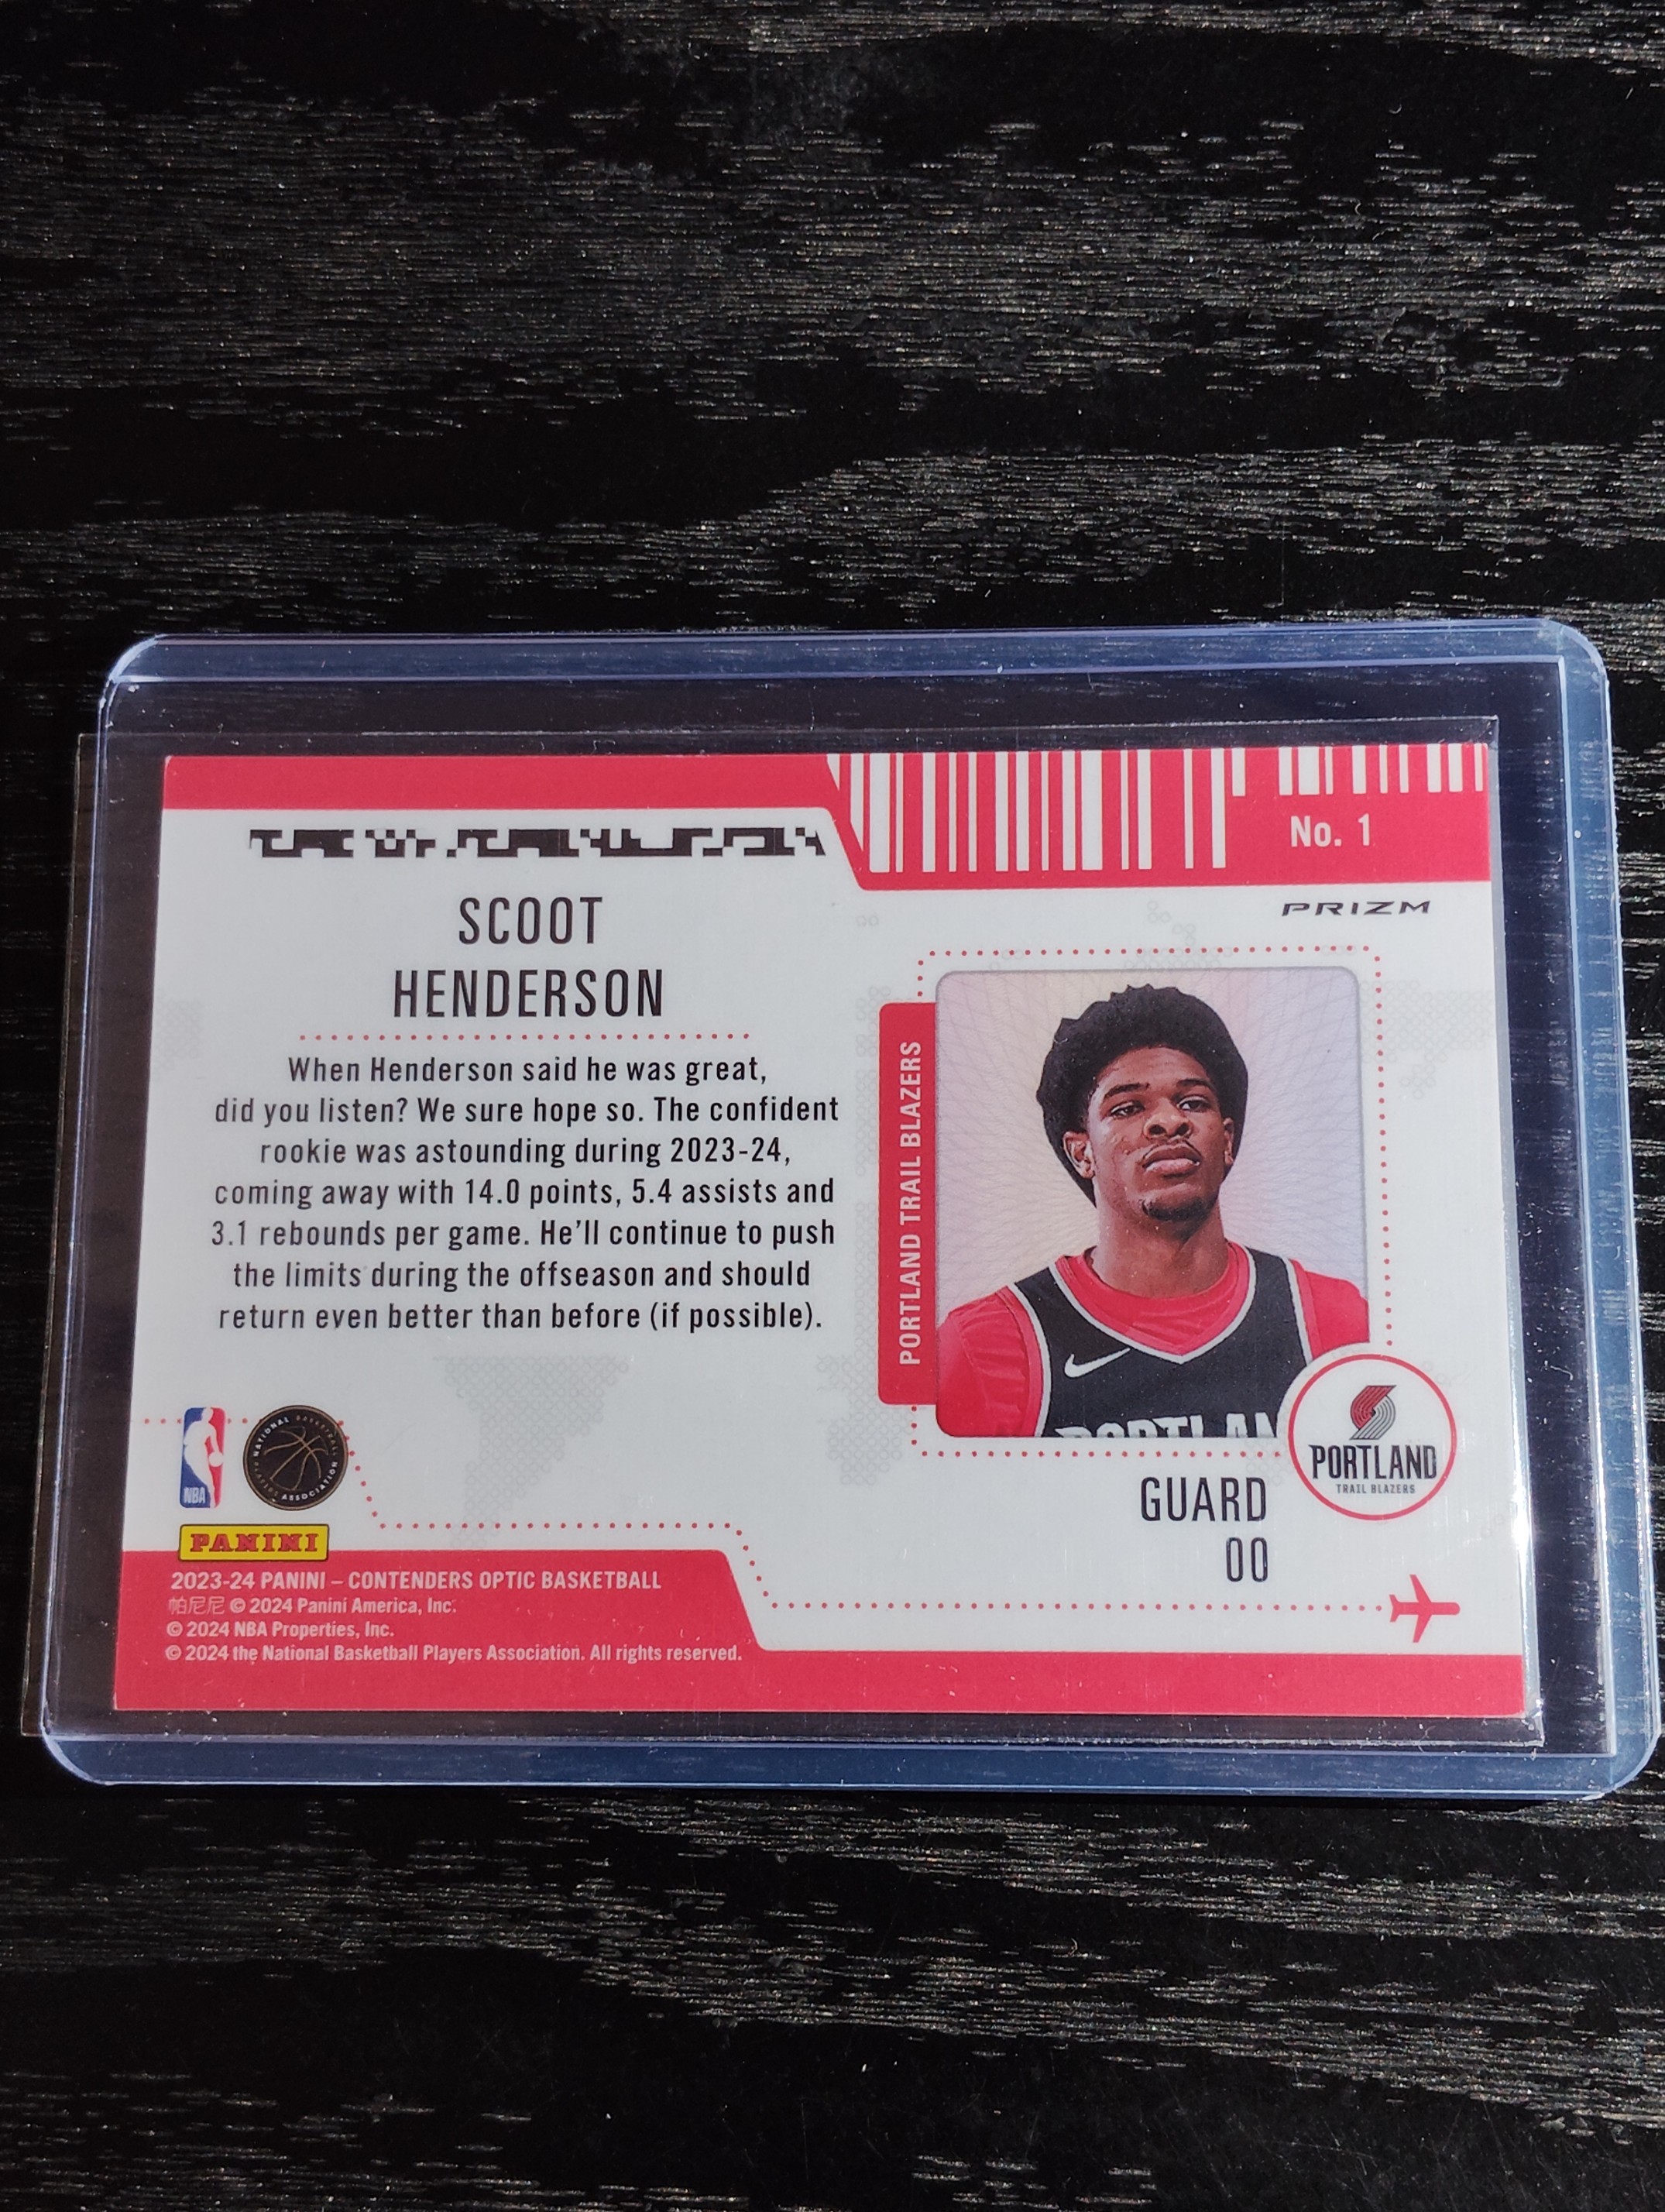 No. 1
PRIZM
SCOOT
HENDERSON
When Henderson said he was great,
did you listen? We sure hope so. The confident
rookie was astounding during 2023-24,
coming away with 14.0 points, 5.4 assists and
3.1 rebounds per game. He'll continue to push
the limits during the offseason and should
return even better than before (if possible).
PORTLAND TRAIL BLAZERS
PORTLAN
PORTLAND
TRAIL BLAZERS
GUARD
00
NBA
NATIONAL BASKETBALL
PLAYERS ASSOCIATION
PANINI
2023-24 PANINI – CONTENDERS OPTIC BASKETBALL
帕尼尼 © 2024 Panini America, Inc.
© 2024 NBA Properties, Inc.
© 2024 the National Basketball Players Association. All rights reserved.